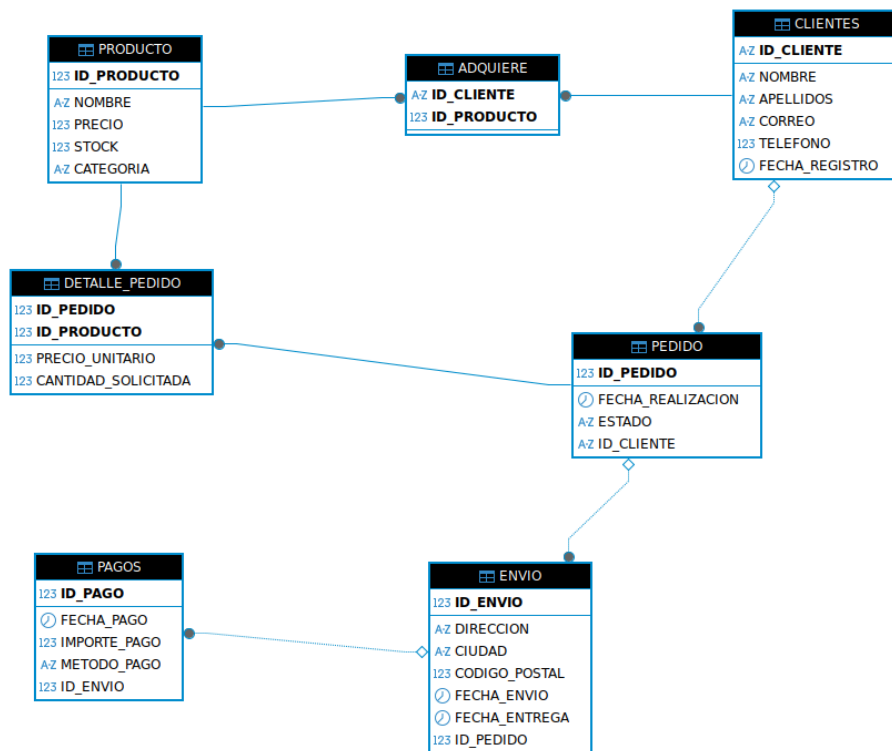 PRODUCTO
123 ID_PRODUCTO
A-Z NOMBRE
123 PRECIO
123 STOCK
A-Z CATEGORIA
ADQUIERE
A-Z ID_CLIENTE
123 ID_PRODUCTO
CLIENTES
A-Z ID_CLIENTE
A-Z NOMBRE
A-Z APELLIDOS
A-Z CORREO
123 TELEFONO
FECHA_REGISTRO
DETALLE_PEDIDO
123 ID_PEDIDO
123 ID_PRODUCTO
123 PRECIO_UNITARIO
123 CANTIDAD_SOLICITADA
PEDIDO
123 ID_PEDIDO
FECHA_REALIZACION
A-Z ESTADO
A-Z ID_CLIENTE
PAGOS
123 ID_PAGO
FECHA_PAGO
123 IMPORTE_PAGO
A-Z METODO_PAGO
123 ID_ENVIO
ENVIO
123 ID_ENVIO
A-Z DIRECCION
A-Z CIUDAD
123 CODIGO_POSTAL
FECHA_ENVIO
FECHA_ENTREGA
123 ID_PEDIDO